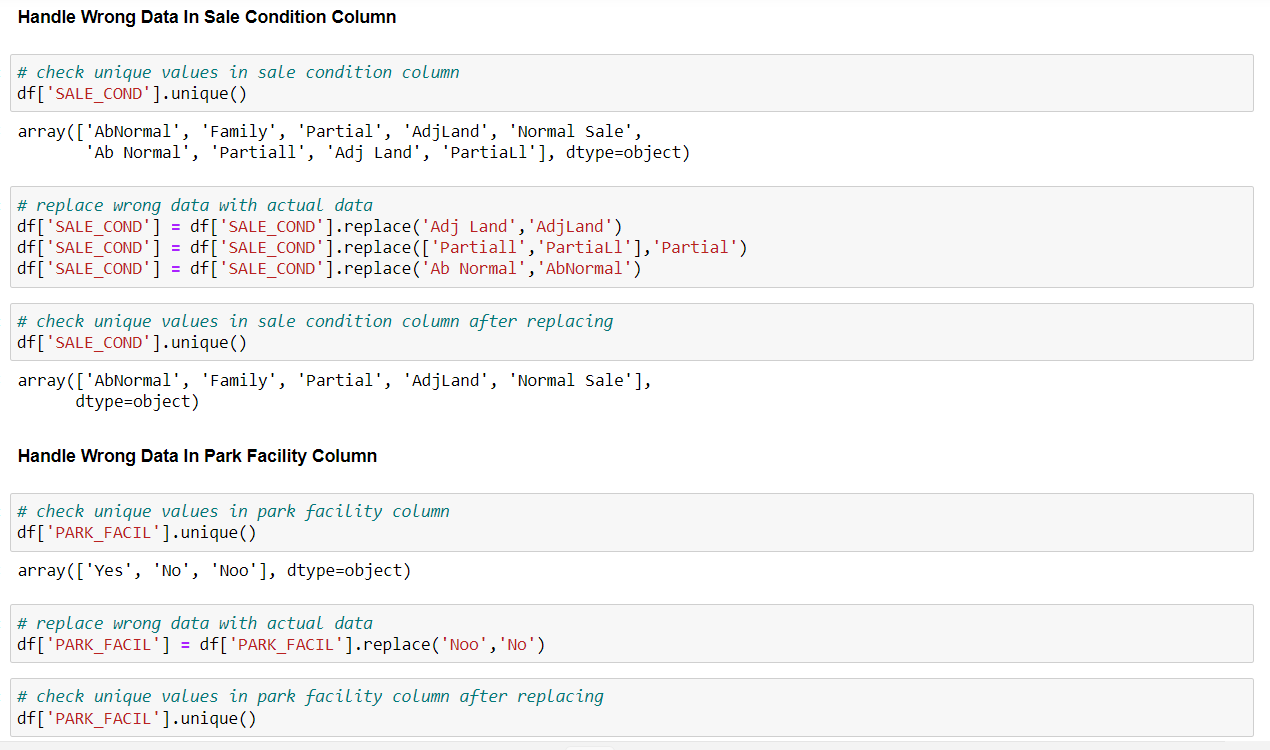 Handle Wrong Data In Sale Condition Column
# check unique values in sale condition column
df['SALE_COND'].unique()
array(['AbNormal', 'Family', 'Partial', 'AdjLand', 'Normal Sale',
'Ab Normal', 'Partiall', 'Adj Land', 'PartiaLl'], dtype=object)
# replace wrong data with actual data
df['SALE_COND'] = df['SALE_COND'].replace('Adj Land','AdjLand')
df['SALE_COND'] = df['SALE_COND'].replace(['Partiall','PartiaLl'],'Partial')
df['SALE_COND'] = df['SALE_COND'].replace('Ab Normal','AbNormal')
# check unique values in sale condition column after replacing
df['SALE_COND'].unique()
array(['AbNormal', 'Family', 'Partial', 'AdjLand', 'Normal Sale'],
dtype=object)
Handle Wrong Data In Park Facility Column
# check unique values in park facility column
df['PARK_FACIL'].unique()
array(['Yes', 'No', 'Noo'], dtype=object)
# replace wrong data with actual data
df['PARK_FACIL'] = df['PARK_FACIL'].replace('Noo','No')
# check unique values in park facility column after replacing
df['PARK_FACIL'].unique()